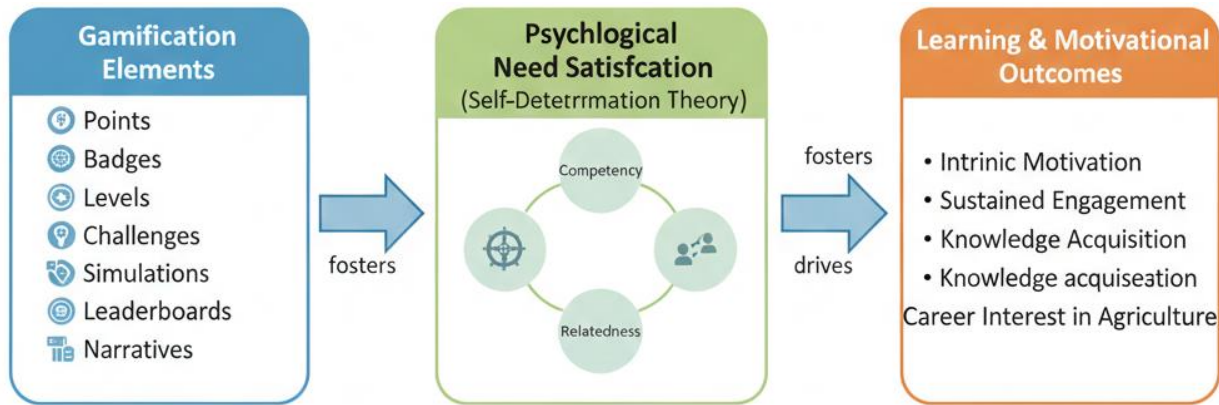 Gamification
Elements
Points
Badges
Levels
Challenges
Simulations
Leaderboards
Narratives
fosters
Psychlogical
Need Satisfcation
(Self-Deterrmation Theory)
Competency
Relatedness
fosters
drives
Learning & Motivational
Outcomes
• Intrinic Motivation
• Sustained Engagement
• Knowledge Acquisition
• Knowledge acquiseation
Career Interest in Agriculture